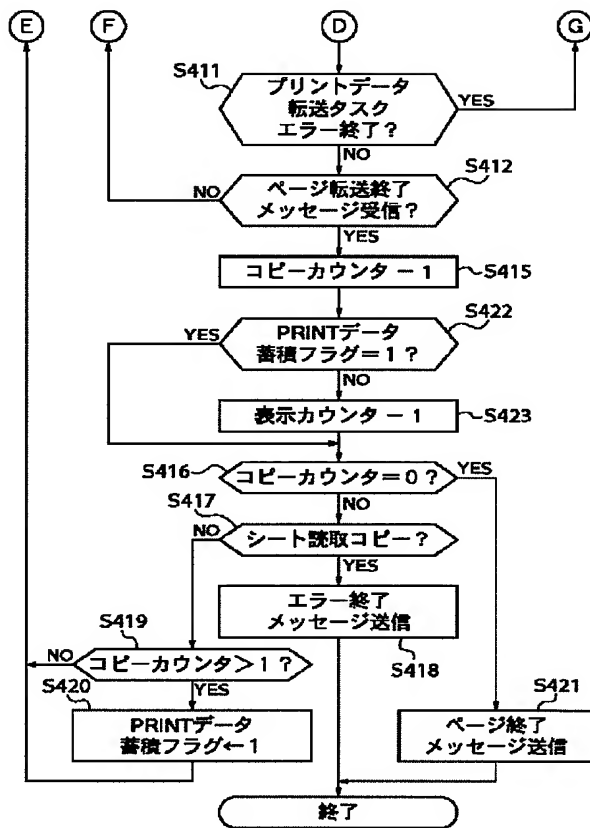 E
F
D
G
S411
プリントデータ
転送タスク
エラー終了？
YES
NO
S412
NO
ページ転送終了
メッセージ受信？
YES
コピーカウンタ－1
S415
S422
YES
PRINTデータ
蓄積フラグ＝1？
NO
表示カウンタ－1
S423
S416
コピーカウンタ＝0？
YES
NO
S417
NO
シート読取コピー？
YES
エラー終了
メッセージ送信
S418
S419
NO
コピーカウンタ＞1？
YES
S420
PRINTデータ
蓄積フラグ←1
S421
ページ終了
メッセージ送信
終了